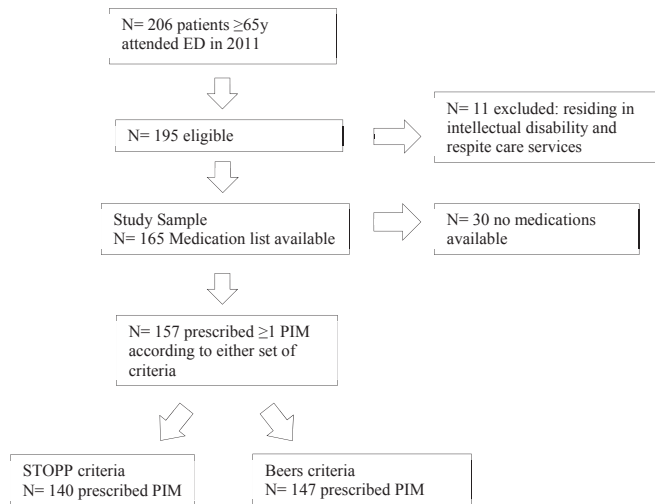 N= 206 patients ≥65y
attended ED in 2011
N= 195 eligible
N= 11 excluded: residing in
intellectual disability and
respite care services
Study Sample
N= 165 Medication list available
N= 30 no medications
available
N= 157 prescribed ≥1 PIM
according to either set of
criteria
STOPP criteria
N= 140 prescribed PIM
Beers criteria
N= 147 prescribed PIM